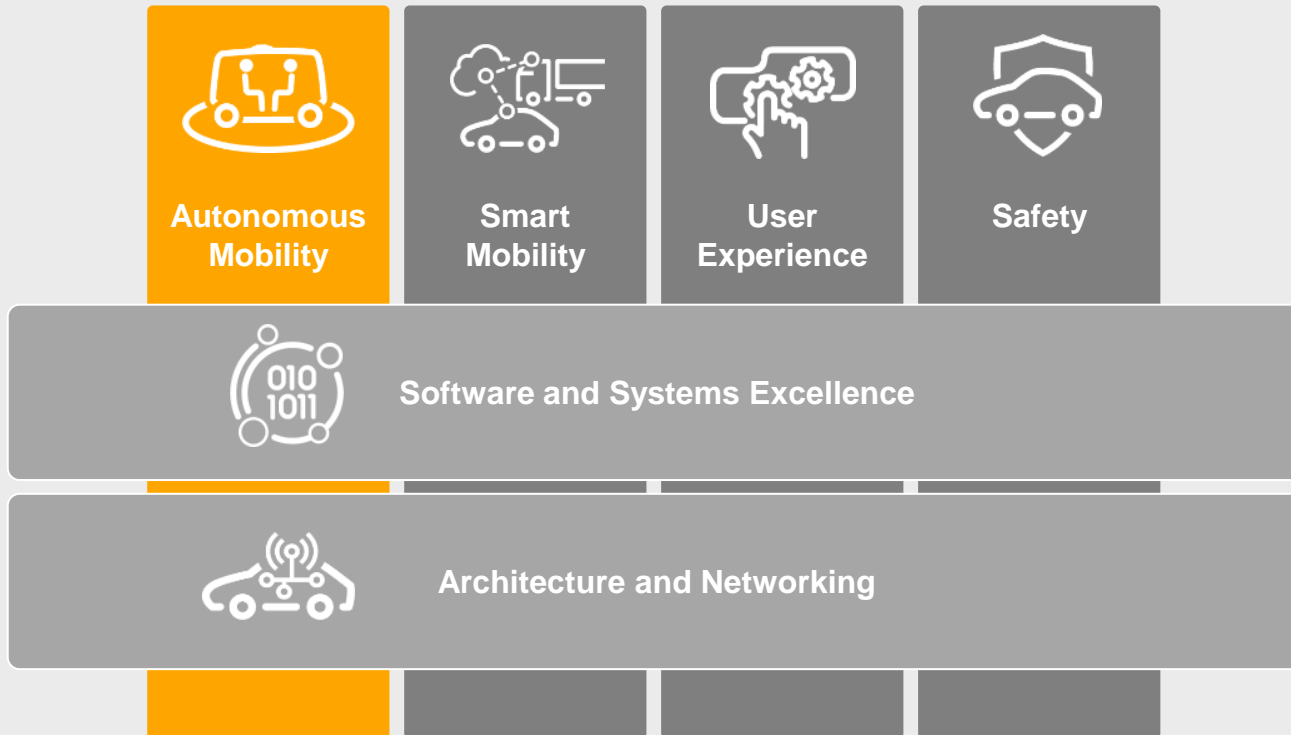 Autonomous
Mobility
Smart
Mobility
User
Experience
Safety
010
1011
Software and Systems Excellence
Architecture and Networking